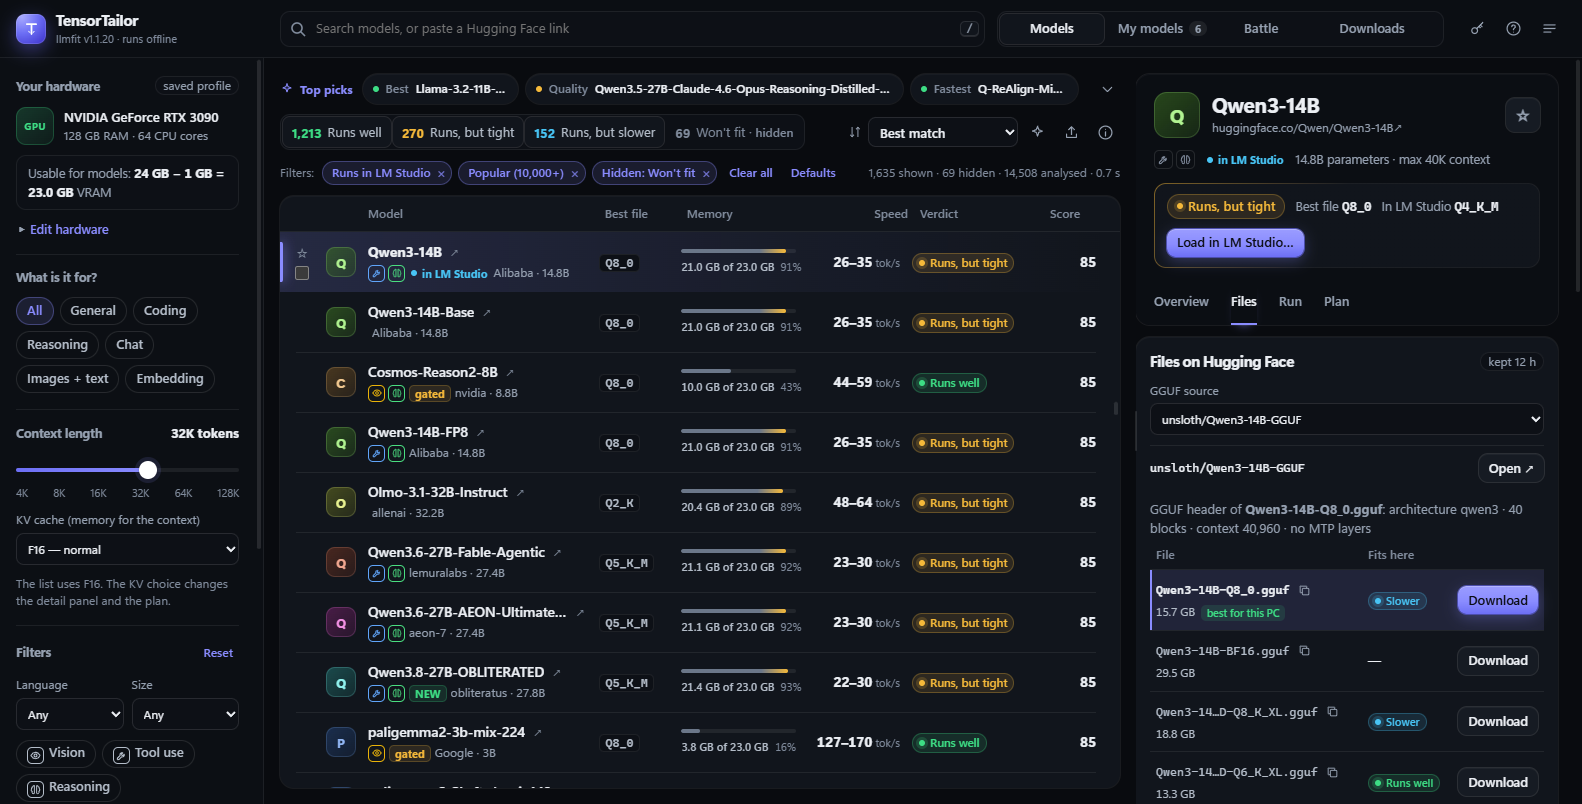 TensorTailor
llmfit v1.1.20 · runs offline
Search models, or paste a Hugging Face link
/
Models
My models 6
Battle
Downloads
Your hardware
saved profile
GPU
NVIDIA GeForce RTX 3090
128 GB RAM · 64 CPU cores
Usable for models: 24 GB – 1 GB =
23.0 GB VRAM
Edit hardware
What is it for?
All
General
Coding
Reasoning
Chat
Images + text
Embedding
Context length
32K tokens
4K 8K 16K 32K 64K 128K
KV cache (memory for the context)
F16 — normal
The list uses F16. The KV choice changes
the detail panel and the plan.
Filters
Reset
Language
Size
Any
Any
Vision
Tool use
Reasoning
Top picks
Best Llama-3.2-11B-...
Quality Qwen3.5-27B-Claude-4.6-Opus-Reasoning-Distilled-...
Fastest Q-ReAlign-Mi...
1,213 Runs well
270 Runs, but tight
152 Runs, but slower
69 Won't fit · hidden
Best match
Filters:
Runs in LM Studio ×
Popular (10,000+) ×
Hidden: Won't fit ×
Clear all
Defaults
1,635 shown · 69 hidden · 14,508 analysed · 0.7 s
Model Best file Memory Speed Verdict Score
Qwen3-14B ↗
Q
in LM Studio Alibaba · 14.8B
Q8_0
21.0 GB of 23.0 GB 91%
26–35 tok/s
Runs, but tight
85
Qwen3-14B-Base ↗
Q
Alibaba · 14.8B
Q8_0
21.0 GB of 23.0 GB 91%
26–35 tok/s
Runs, but tight
85
Cosmos-Reason2-8B ↗
C
gated nvidia · 8.8B
Q8_0
10.0 GB of 23.0 GB 43%
44–59 tok/s
Runs well
85
Qwen3-14B-FP8 ↗
Q
Alibaba · 14.8B
Q8_0
21.0 GB of 23.0 GB 91%
26–35 tok/s
Runs, but tight
85
Olmo-3.1-32B-Instruct ↗
O
allenai · 32.2B
Q2_K
20.4 GB of 23.0 GB 89%
48–64 tok/s
Runs, but tight
85
Qwen3.6-27B-Fable-Agentic ↗
Q
lemuralabs · 27.4B
Q5_K_M
21.1 GB of 23.0 GB 92%
23–30 tok/s
Runs, but tight
85
Qwen3.6-27B-AEON-Ultimate... ↗
Q
aeon-7 · 27.4B
Q5_K_M
21.1 GB of 23.0 GB 92%
23–30 tok/s
Runs, but tight
85
Qwen3.8-27B-OBLITERATED ↗
Q
NEW obliteratus · 27.8B
Q5_K_M
21.4 GB of 23.0 GB 93%
22–30 tok/s
Runs, but tight
85
paligemma2-3b-mix-224 ↗
P
gated Google · 3B
Q8_0
3.8 GB of 23.0 GB 16%
127–170 tok/s
Runs well
85
Q
Qwen3-14B
huggingface.co/Qwen/Qwen3-14B↗
in LM Studio 14.8B parameters · max 40K context
Runs, but tight Best file Q8_0 In LM Studio Q4_K_M
Load in LM Studio...
Overview
Files
Run
Plan
Files on Hugging Face
kept 12 h
GGUF source
unsloth/Qwen3-14B-GGUF
unsloth/Qwen3-14B-GGUF
Open ↗
GGUF header of Qwen3-14B-Q8_0.gguf: architecture qwen3 · 40
blocks · context 40,960 · no MTP layers
File Fits here
Qwen3-14B-Q8_0.gguf
15.7 GB best for this PC
Slower
Download
Qwen3-14B-BF16.gguf
29.5 GB
—
Download
Qwen3-14…D-Q8_K_XL.gguf
18.8 GB
Slower
Download
Qwen3-14…D-Q6_K_XL.gguf
13.3 GB
Runs well
Download